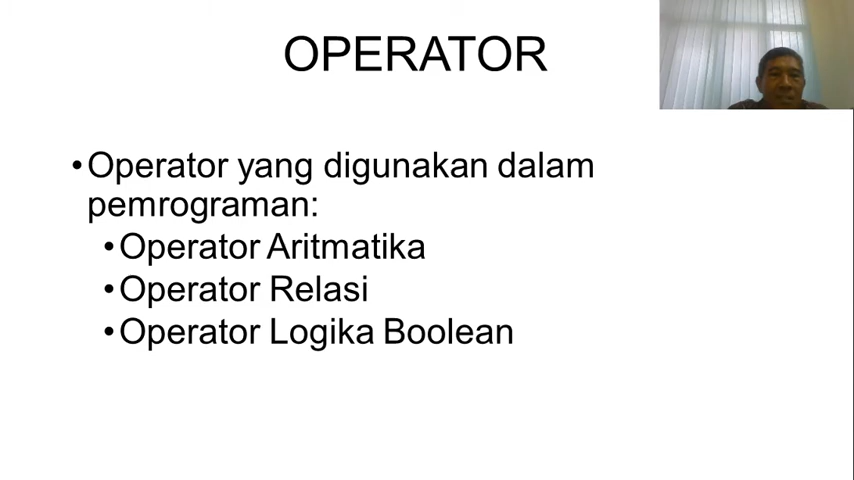 OPERATOR
•Operator yang digunakan dalam
pemrograman:
•Operator Aritmatika
•Operator Relasi
•Operator Logika Boolean